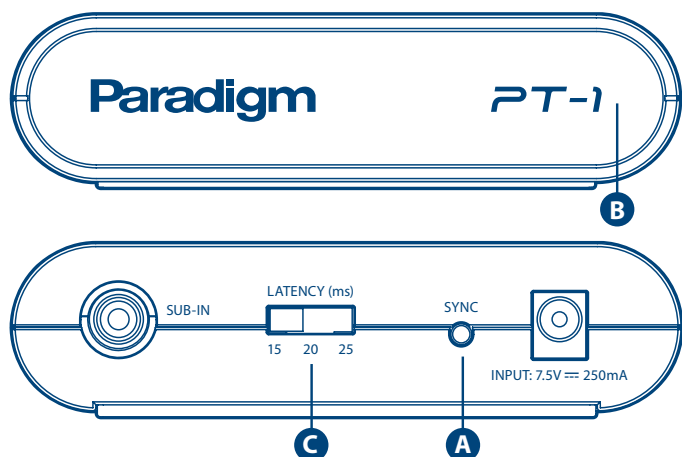 Paradigm PT-1
B
LATENCY (ms)
SUB-IN
SYNC
15 20 25
INPUT: 7.5V ⎓ 250mA
C A